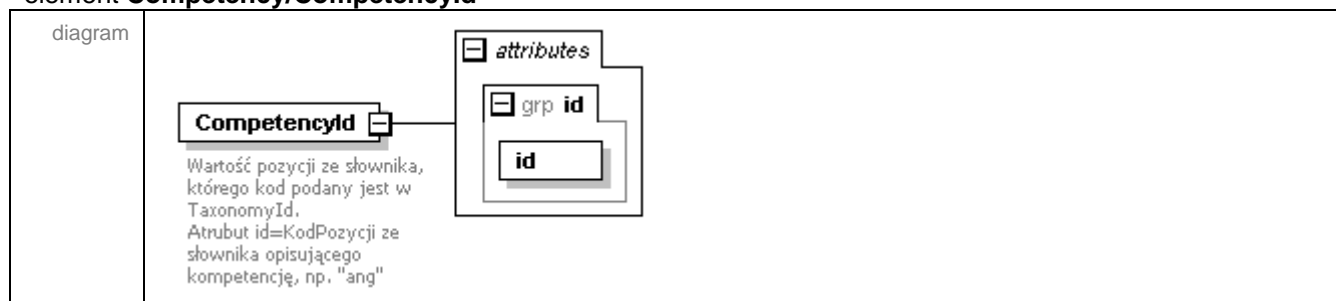 element Competency/CompetencyId
diagram
attributes
grp id
CompetencyId
id
Wartość pozycji ze słownika,
którego kod podany jest w
TaxonomyId.
Atrubut id=KodPozycji ze
słownika opisującego
kompetencję, np. "ang"